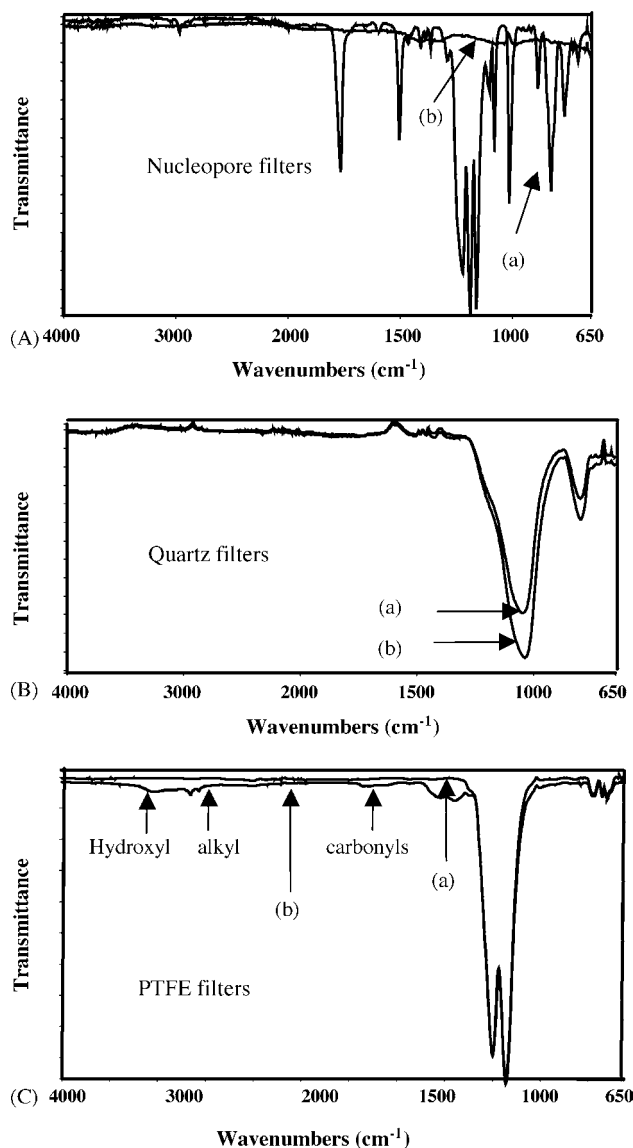 Transmittance
(b)
Nucleopore filters
(a)
(A)
4000 3000 2000 1500 1000 650
Wavenumbers (cm-1)
Transmittance
Quartz filters
(a)
(b)
(B)
4000 3000 2000 1500 1000 650
Wavenumbers (cm-1)
Transmittance
Hydroxyl alkyl carbonyls (a)
(b)
PTFE filters
(C)
4000 3000 2000 1500 1000 650
Wavenumbers (cm-1)